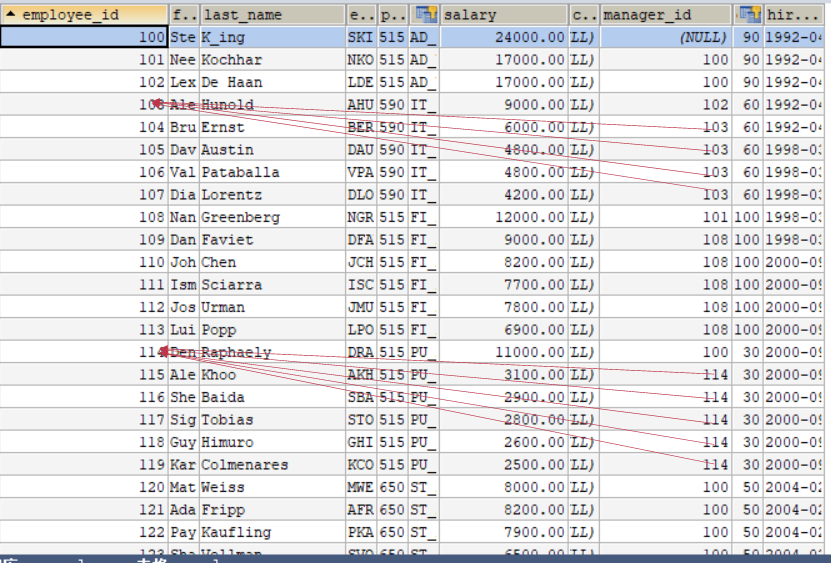 employee_id f.. last_name e.. p.. salary c.. manager_id hir...
100 Ste K_ing SKI 515 AD_ 24000.00 LL) (NULL) 90 1992-04
101 Nee Kochhar NKO 515 AD_ 17000.00 LL) 100 90 1992-04
102 Lex De Haan LDE 515 AD_ 17000.00 LL) 100 90 1992-04
103 Ale Hunold AHU 590 IT_ 9000.00 LL) 102 60 1992-04
104 Bru Ernst BER 590 IT_ 6000.00 LL) 103 60 1992-04
105 Dav Austin DAU 590 IT_ 4800.00 LL) 103 60 1998-03
106 Val Pataballa VPA 590 IT_ 4800.00 LL) 103 60 1998-03
107 Dia Lorentz DLO 590 IT_ 4200.00 LL) 103 60 1998-03
108 Nan Greenberg NGR 515 FI_ 12000.00 LL) 101 100 1998-03
109 Dan Faviet DFA 515 FI_ 9000.00 LL) 108 100 1998-03
110 Joh Chen JCH 515 FI_ 8200.00 LL) 108 100 2000-09
111 Ism Sciarra ISC 515 FI_ 7700.00 LL) 108 100 2000-09
112 Jos Urman JMU 515 FI_ 7800.00 LL) 108 100 2000-09
113 Lui Popp LPO 515 FI_ 6900.00 LL) 108 100 2000-09
114 Den Raphaely DRA 515 PU_ 11000.00 LL) 100 30 2000-09
115 Ale Khoo AKH 515 PU_ 3100.00 LL) 114 30 2000-09
116 She Baida SBA 515 PU_ 2900.00 LL) 114 30 2000-09
117 Sig Tobias STO 515 PU_ 2800.00 LL) 114 30 2000-09
118 Guy Himuro GHI 515 PU_ 2600.00 LL) 114 30 2000-09
119 Kar Colmenares KCO 515 PU_ 2500.00 LL) 114 30 2000-09
120 Mat Weiss MWE 650 ST_ 8000.00 LL) 100 50 2004-02
121 Ada Fripp AFR 650 ST_ 8200.00 LL) 100 50 2004-02
122 Pay Kaufling PKA 650 ST_ 7900.00 LL) 100 50 2004-02
123 Sha Vollman SVO 650 ST_ 6500.00 LL) 100 50 2004-02